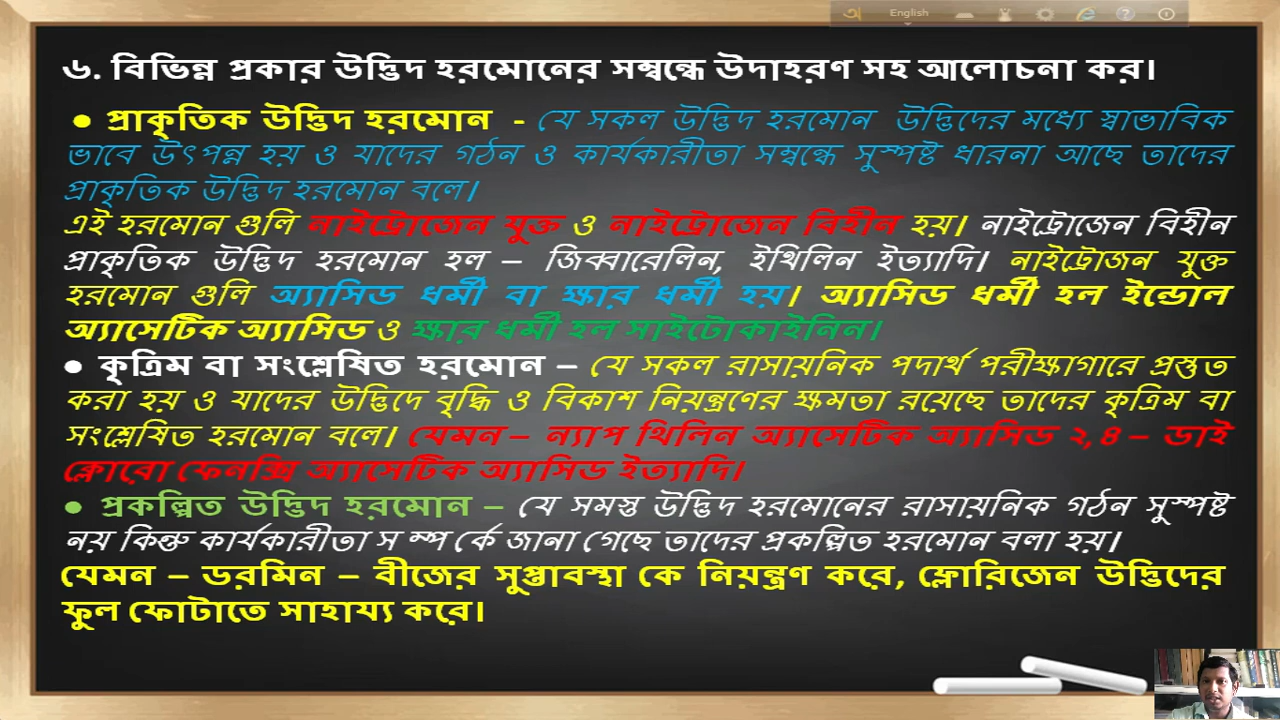 অ English
৬. বিভিন্ন প্রকার উদ্ভিদ হরমোনের সম্বন্ধে উদাহরণ সহ আলোচনা কর।
● প্রাকৃতিক উদ্ভিদ হরমোন - যে সকল উদ্ভিদ হরমোন উদ্ভিদের মধ্যে স্বাভাবিক
ভাবে উৎপন্ন হয় ও যাদের গঠন ও কার্যকারীতা সম্বন্ধে সুস্পষ্ট ধারনা আছে তাদের
প্রাকৃতিক উদ্ভিদ হরমোন বলে।
এই হরমোন গুলি নাইট্রোজেন যুক্ত ও নাইট্রোজেন বিহীন হয়। নাইট্রোজেন বিহীন
প্রাকৃতিক উদ্ভিদ হরমোন হল – জিব্বারেলিন, ইথিলিন ইত্যাদি। নাইট্রোজন যুক্ত
হরমোন গুলি অ্যাসিড ধর্মী বা ক্ষার ধর্মী হয়। অ্যাসিড ধর্মী হল ইন্ডোল
অ্যাসেটিক অ্যাসিড ও ক্ষার ধর্মী হল সাইটোকাইনিন।
● কৃত্রিম বা সংশ্লেষিত হরমোন – যে সকল রাসায়নিক পদার্থ পরীক্ষাগারে প্রস্তুত
করা হয় ও যাদের উদ্ভিদে বৃদ্ধি ও বিকাশ নিয়ন্ত্রণের ক্ষমতা রয়েছে তাদের কৃত্রিম বা
সংশ্লেষিত হরমোন বলে। যেমন – ন্যাপ থিলিন অ্যাসেটিক অ্যাসিড ২,৪ – ডাই
ক্লোরো ফেনক্সি অ্যাসেটিক অ্যাসিড ইত্যাদি।
● প্রকল্পিত উদ্ভিদ হরমোন – যে সমস্ত উদ্ভিদ হরমোনের রাসায়নিক গঠন সুস্পষ্ট
নয় কিন্তু কার্যকারীতা স ম্প র্কে জানা গেছে তাদের প্রকল্পিত হরমোন বলা হয়।
যেমন – ডরমিন – বীজের সুপ্তাবস্থা কে নিয়ন্ত্রণ করে, ফ্লোরিজেন উদ্ভিদের
ফুল ফোটাতে সাহায্য করে।